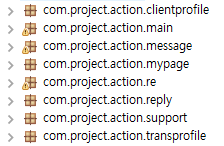 com.project.action.clientprofile
com.project.action.main
com.project.action.message
com.project.action.mypage
com.project.action.re
com.project.action.reply
com.project.action.support
com.project.action.transprofile